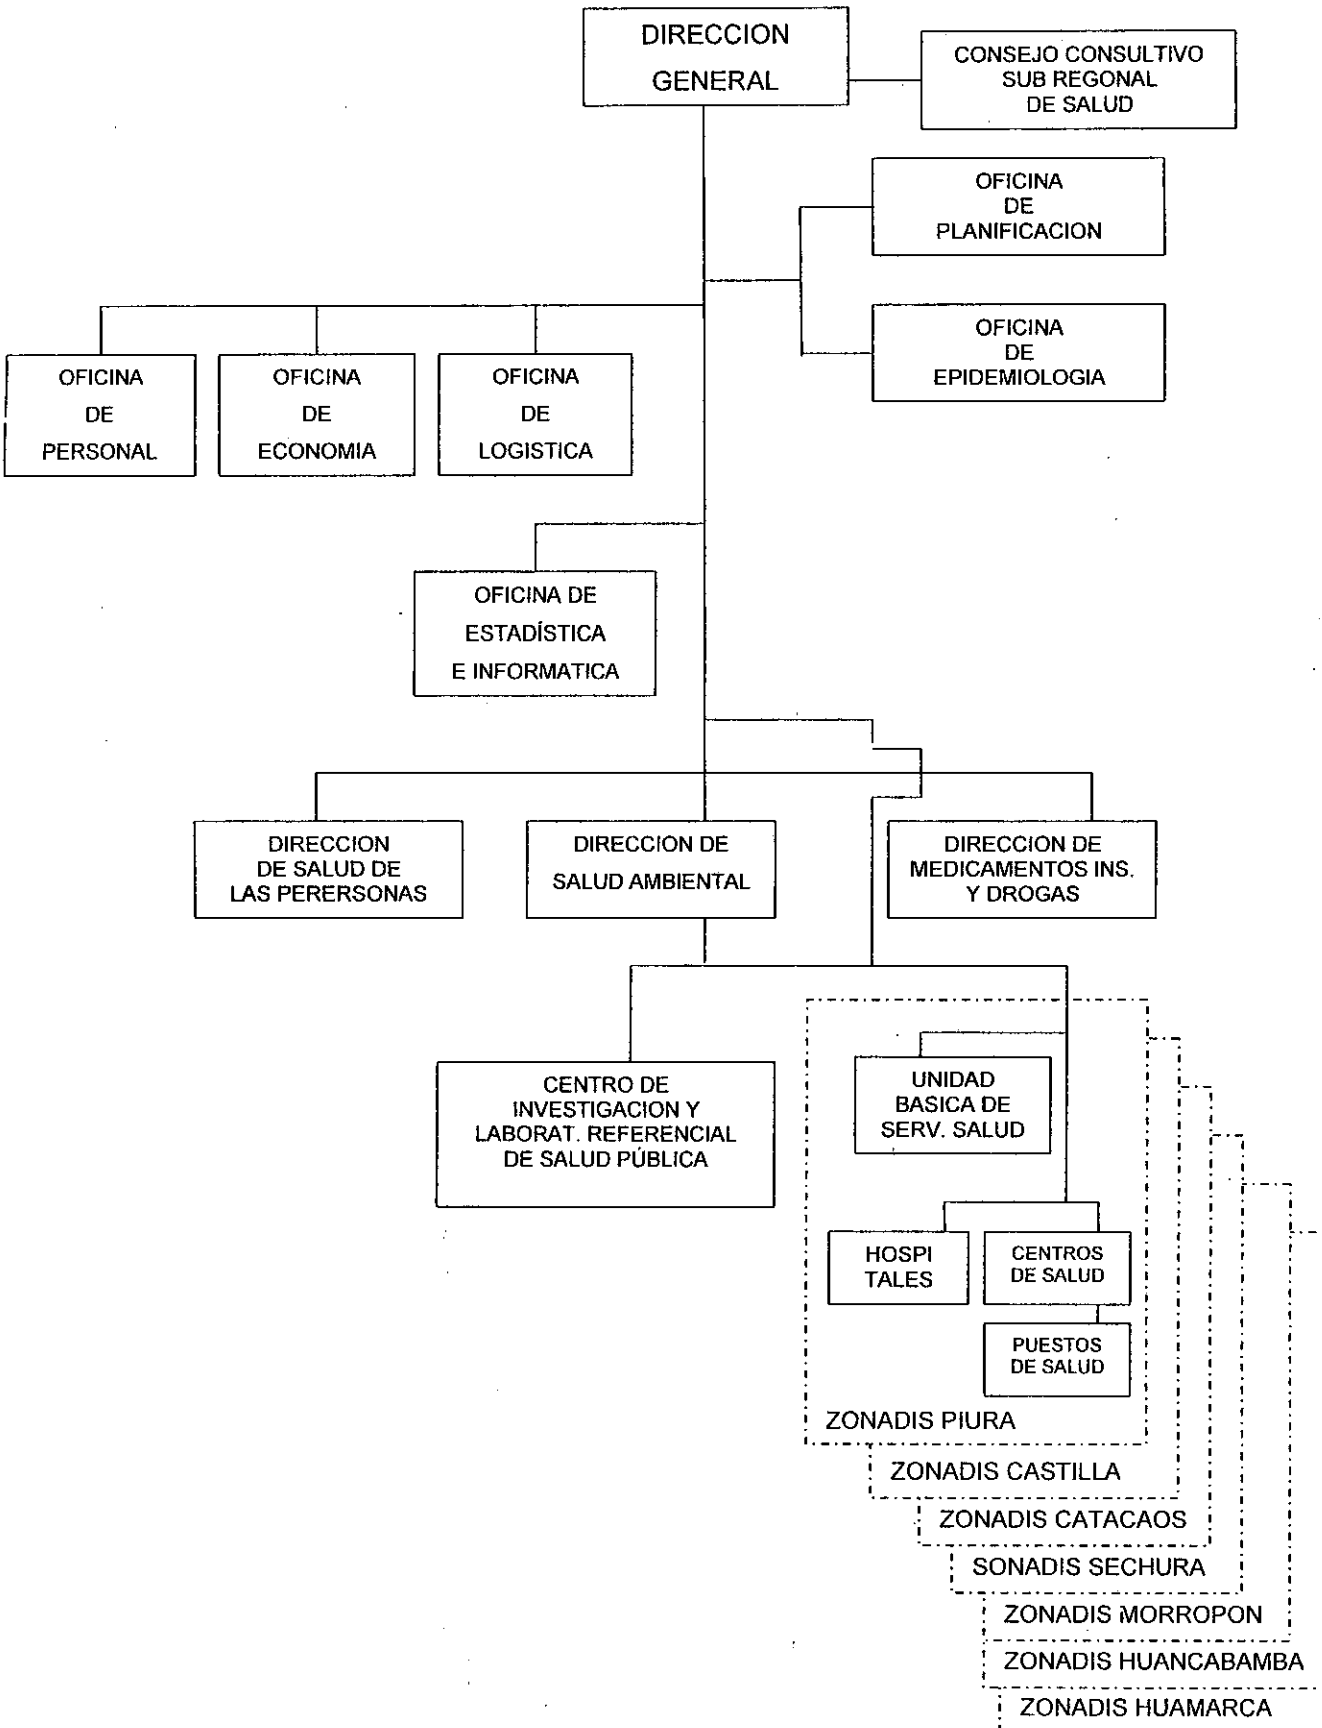 DIRECCION
GENERAL
CONSEJO CONSULTIVO
SUB REGONAL
DE SALUD
OFICINA
DE
PLANIFICACION
OFICINA
DE
EPIDEMIOLOGIA
OFICINA
DE
PERSONAL
OFICINA
DE
ECONOMIA
OFICINA
DE
LOGISTICA
OFICINA DE
ESTADÍSTICA
E INFORMATICA
DIRECCION
DE SALUD DE
LAS PERERSONAS
DIRECCION DE
SALUD AMBIENTAL
DIRECCION DE
MEDICAMENTOS INS.
Y DROGAS
CENTRO DE
INVESTIGACION Y
LABORAT. REFERENCIAL
DE SALUD PÚBLICA
UNIDAD
BASICA DE
SERV. SALUD
HOSPI
TALES
CENTROS
DE SALUD
PUESTOS
DE SALUD
ZONADIS PIURA
ZONADIS CASTILLA
ZONADIS CATACAOS
SONADIS SECHURA
ZONADIS MORROPON
ZONADIS HUANCABAMBA
ZONADIS HUAMARCA